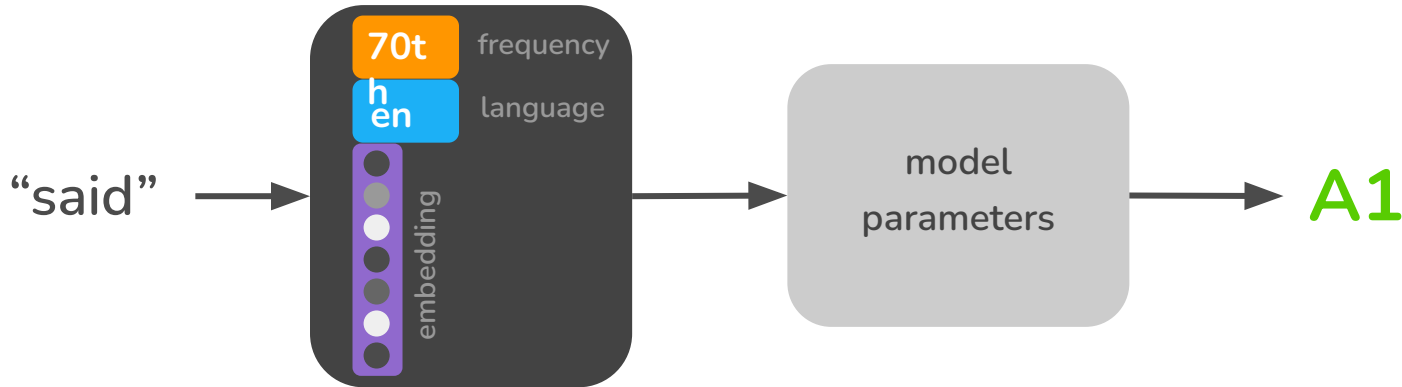 “said”
70t
h
frequency
en
language
embedding
model
parameters
A1